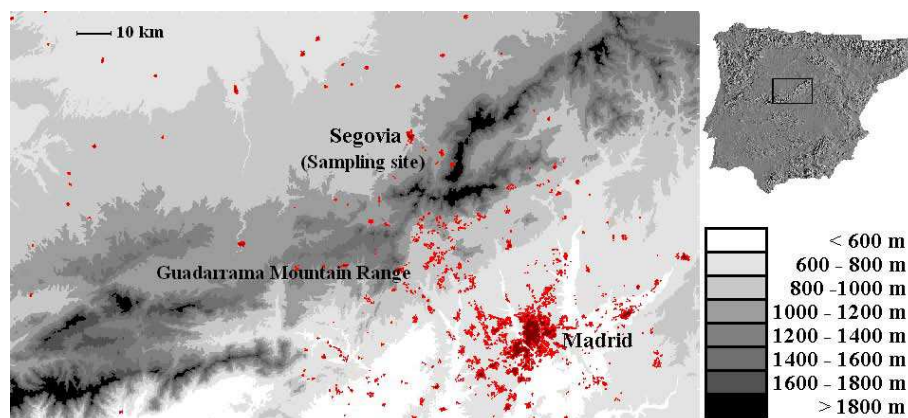 10 km
Segovia
(Sampling site)
Guadarrama Mountain Range
Madrid
< 600 m
600 - 800 m
800 -1000 m
1000 - 1200 m
1200 - 1400 m
1400 - 1600 m
1600 - 1800 m
> 1800 m